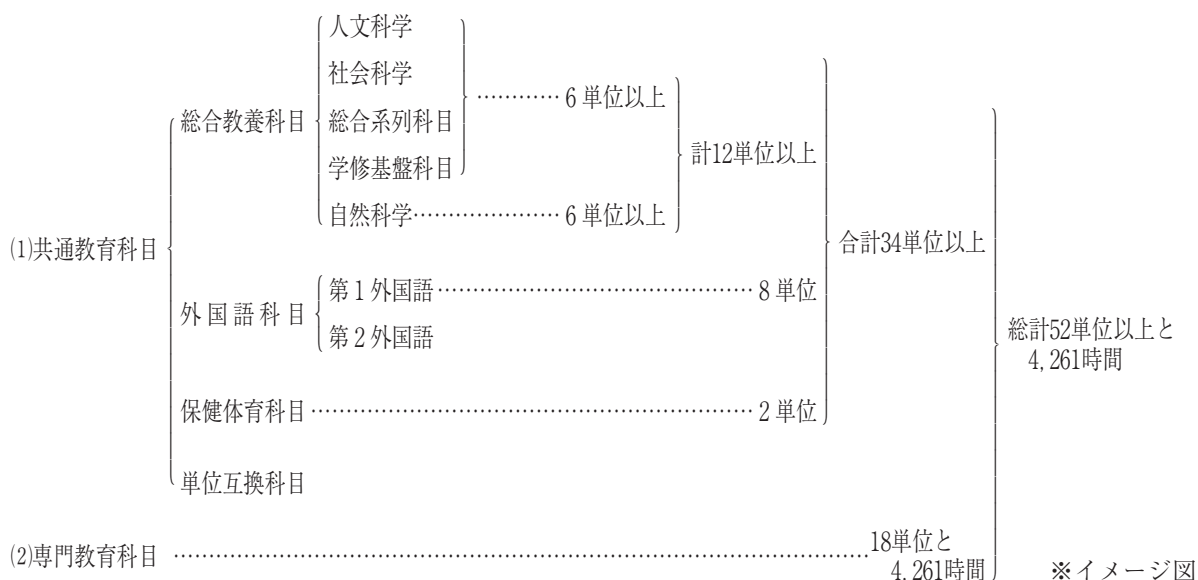 人文科学
社会科学
総合教養科目 総合系列科目 ………… 6単位以上
学修基盤科目 計12単位以上
自然科学………………… 6単位以上
(1)共通教育科目 合計34単位以上
外国語科目 第1外国語……………………………………… 8単位
第2外国語
総計52単位以上と
4,261時間
保健体育科目……………………………………………………… 2単位
単位互換科目
(2)専門教育科目 ………………………………………………………………………………………18単位と
4,261時間 ※イメージ図